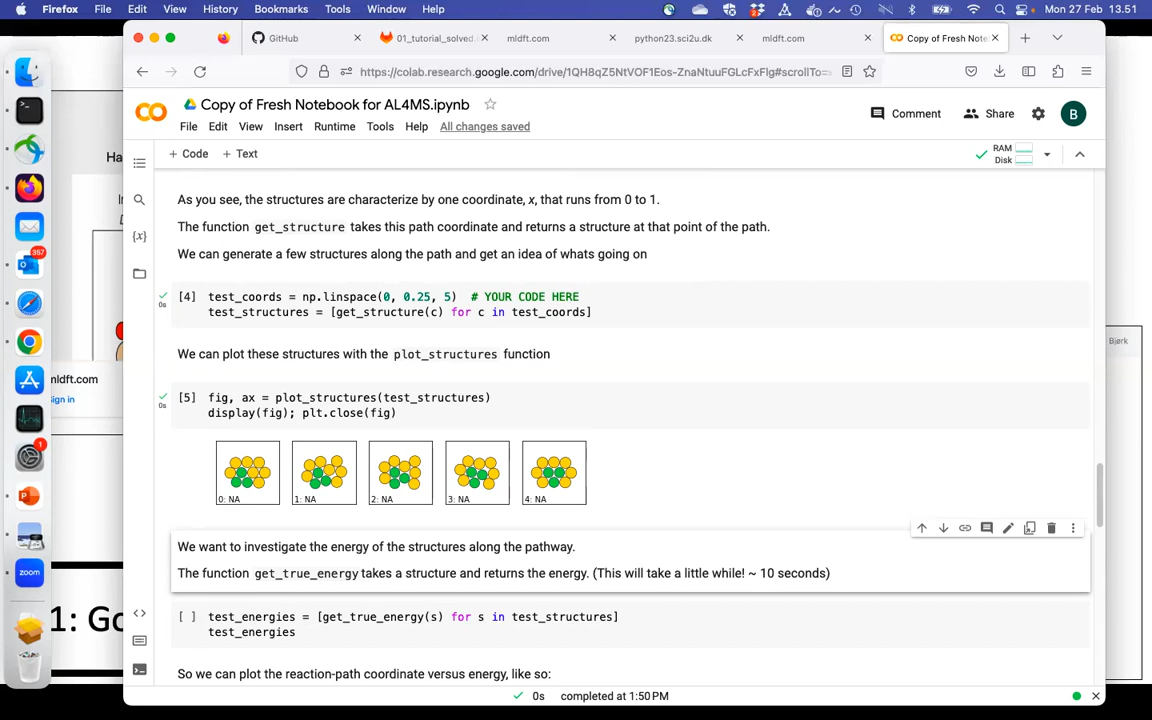 Firefox File Edit View History Bookmarks Tools Window Help Mon 27 Feb 13.51
GitHub 01_tutorial_solved. mldft.com python23.sci2u.dk mldft.com Copy of Fresh Note
https://colab.research.google.com/drive/1QH8qZ5NtVOF1Eos-ZnaNtuuFGLcFxFlg#scrollTo=
Copy of Fresh Notebook for AL4MS.ipynb
Comment Share B
File Edit View Insert Runtime Tools Help All changes saved
+ Code + Text
RAM
Disk
As you see, the structures are characterize by one coordinate, x, that runs from 0 to 1.
The function get_structure takes this path coordinate and returns a structure at that point of the path.
We can generate a few structures along the path and get an idea of whats going on
[4] test_coords = np.linspace(0, 0.25, 5) # YOUR CODE HERE
0s
test_structures = [get_structure(c) for c in test_coords]
We can plot these structures with the plot_structures function
[5] fig, ax = plot_structures(test_structures)
0s
display(fig); plt.close(fig)
0: NA 1: NA 2: NA 3: NA 4: NA
We want to investigate the energy of the structures along the pathway.
The function get_true_energy takes a structure and returns the energy. (This will take a little while! ~ 10 seconds)
[ ] test_energies = [get_true_energy(s) for s in test_structures]
test_energies
So we can plot the reaction-path coordinate versus energy, like so:
0s completed at 1:50 PM
Ha
mldft.com
ign in
1: Go
Bjørk
357
1
zoom
{x}